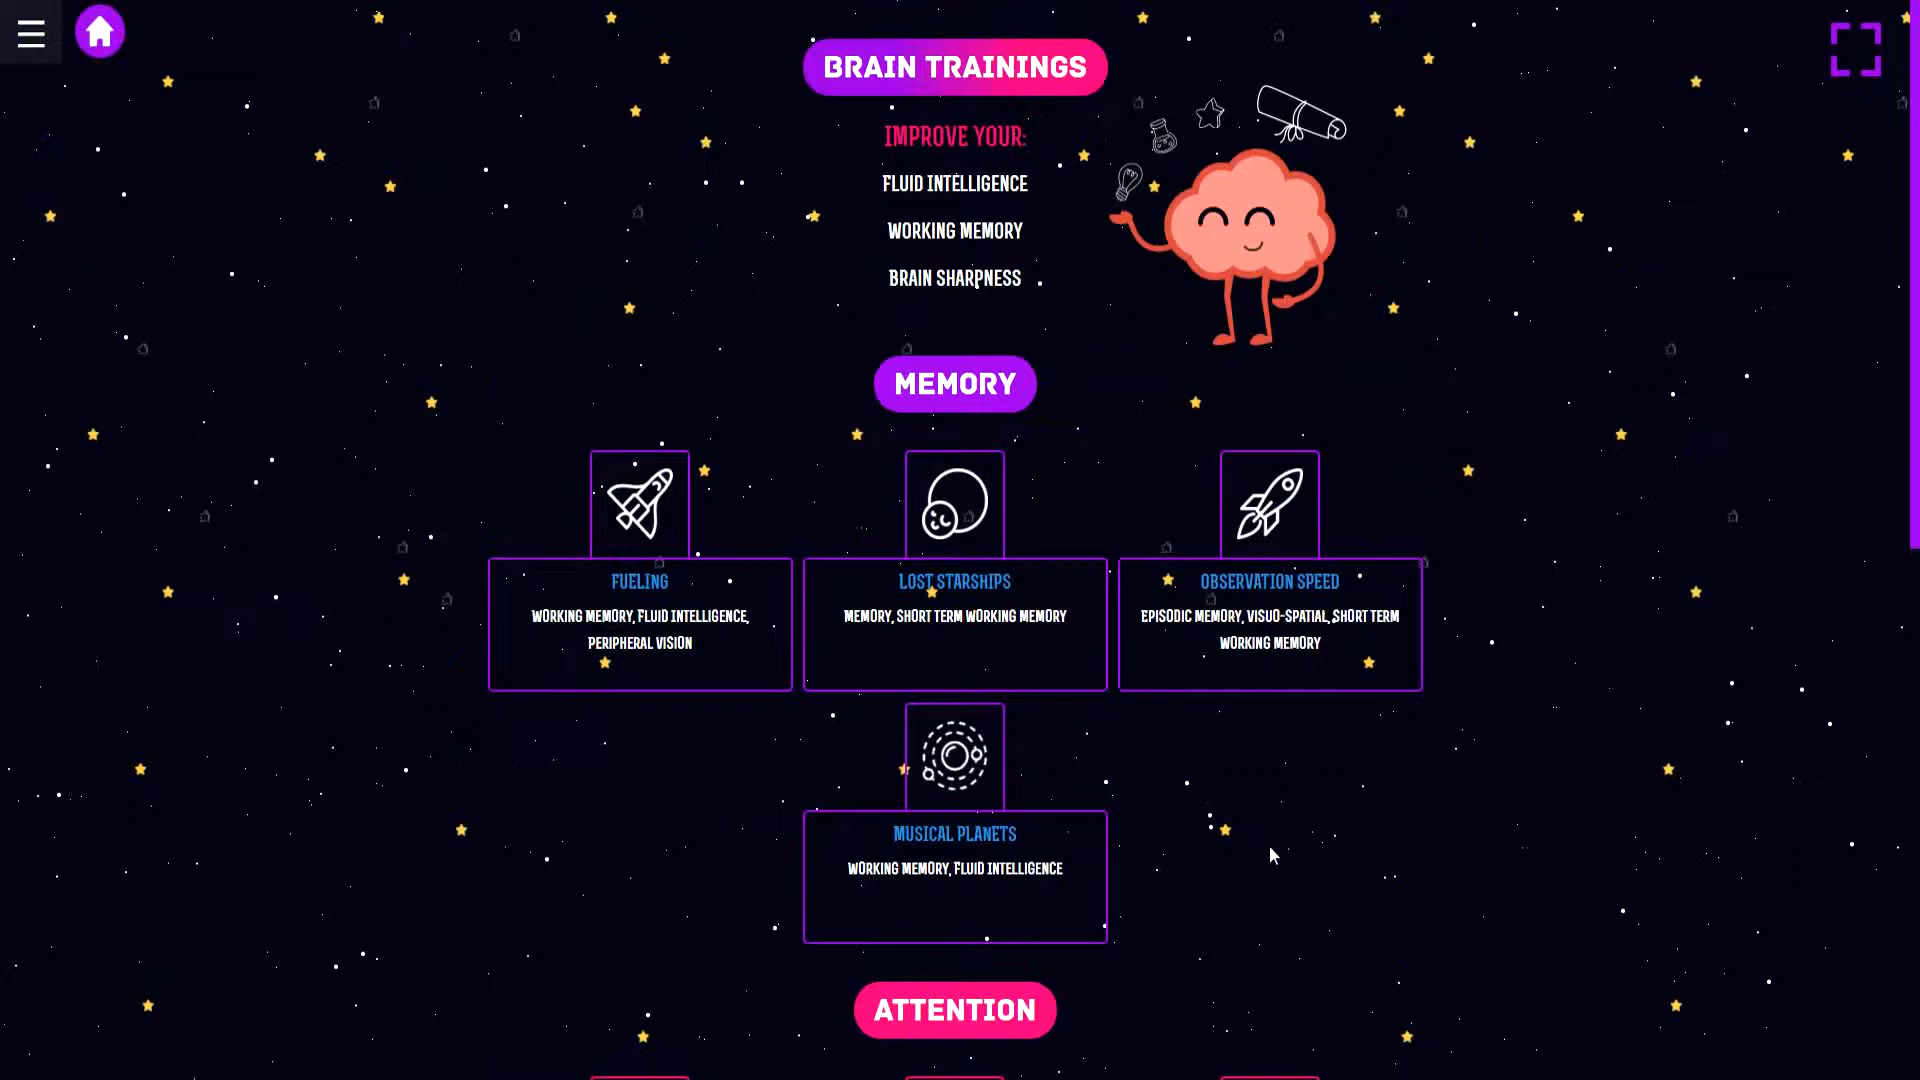 BRAIN TRAININGS
IMPROVE YOUR:
FLUID INTELLIGENCE
WORKING MEMORY
BRAIN SHARPNESS
MEMORY
FUELING
WORKING MEMORY, FLUID INTELLIGENCE,
PERIPHERAL VISION
LOST STARSHIPS
MEMORY, SHORT TERM WORKING MEMORY
OBSERVATION SPEED
EPISODIC MEMORY, VISUO-SPATIAL, SHORT TERM
WORKING MEMORY
MUSICAL PLANETS
WORKING MEMORY, FLUID INTELLIGENCE
ATTENTION